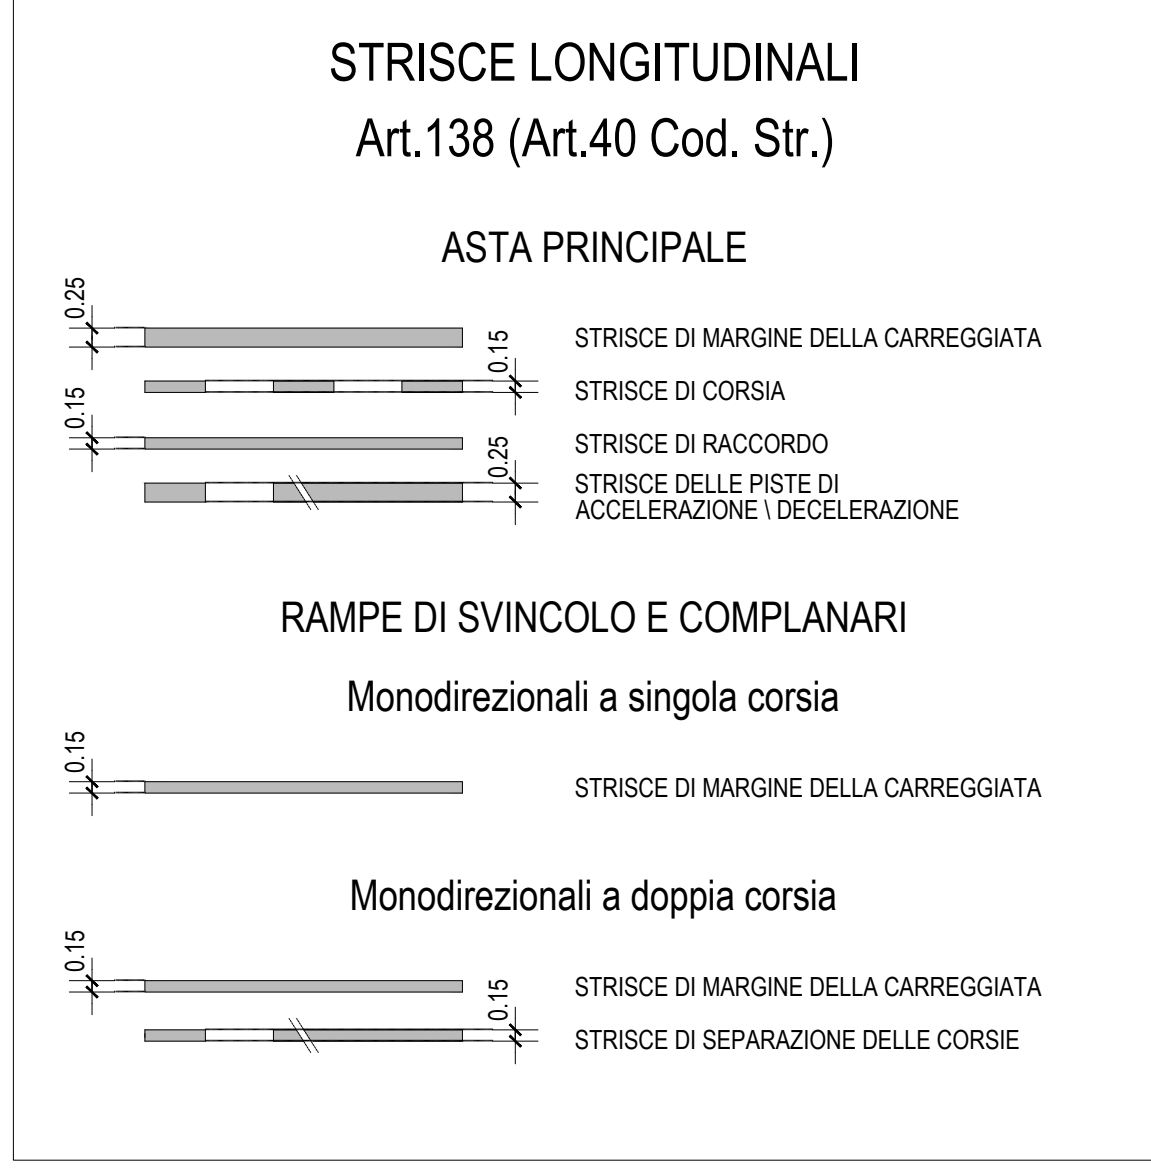 STRISCE LONGITUDINALI
Art.138 (Art.40 Cod. Str.)
ASTA PRINCIPALE
0.25
STRISCE DI MARGINE DELLA CARREGGIATA
0.15
STRISCE DI CORSIA
0.15
STRISCE DI RACCORDO
0.25
STRISCE DELLE PISTE DI
ACCELERAZIONE \ DECELERAZIONE
RAMPE DI SVINCOLO E COMPLANARI
Monodirezionali a singola corsia
0.15
STRISCE DI MARGINE DELLA CARREGGIATA
Monodirezionali a doppia corsia
0.15
STRISCE DI MARGINE DELLA CARREGGIATA
0.15
STRISCE DI SEPARAZIONE DELLE CORSIE